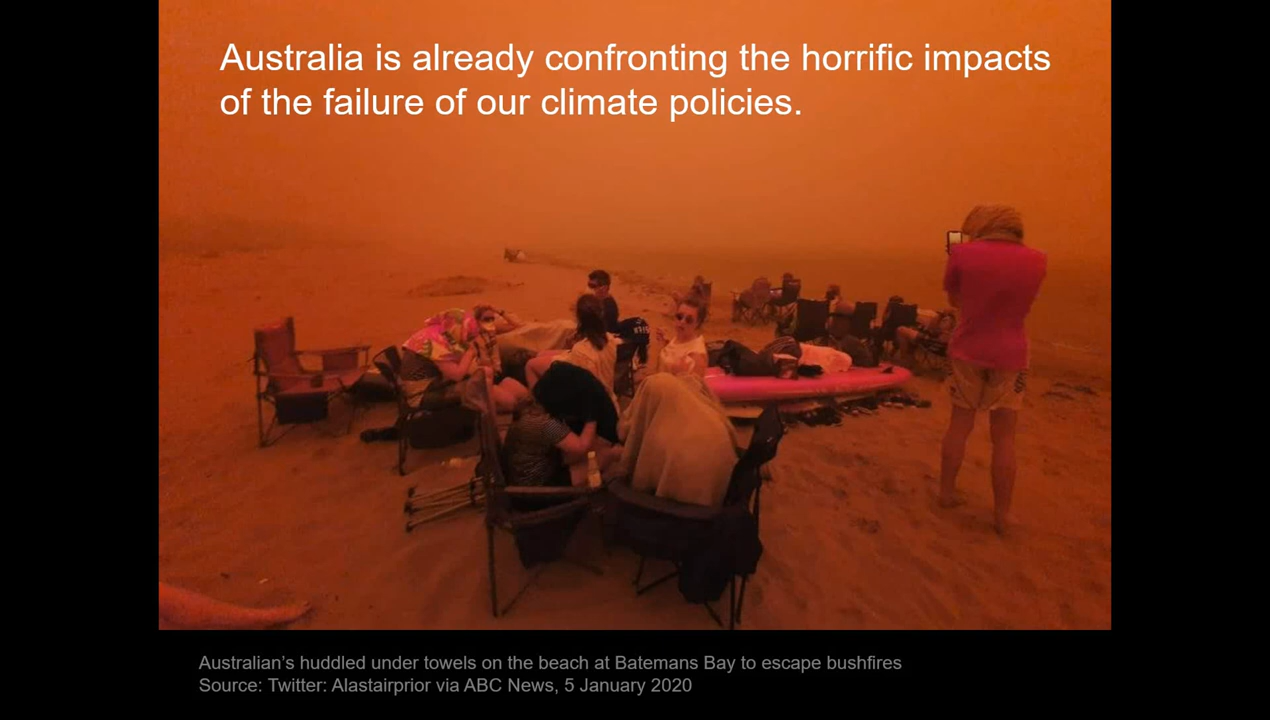 Australia is already confronting the horrific impacts
of the failure of our climate policies.
Australian’s huddled under towels on the beach at Batemans Bay to escape bushfires
Source: Twitter: Alastairprior via ABC News, 5 January 2020